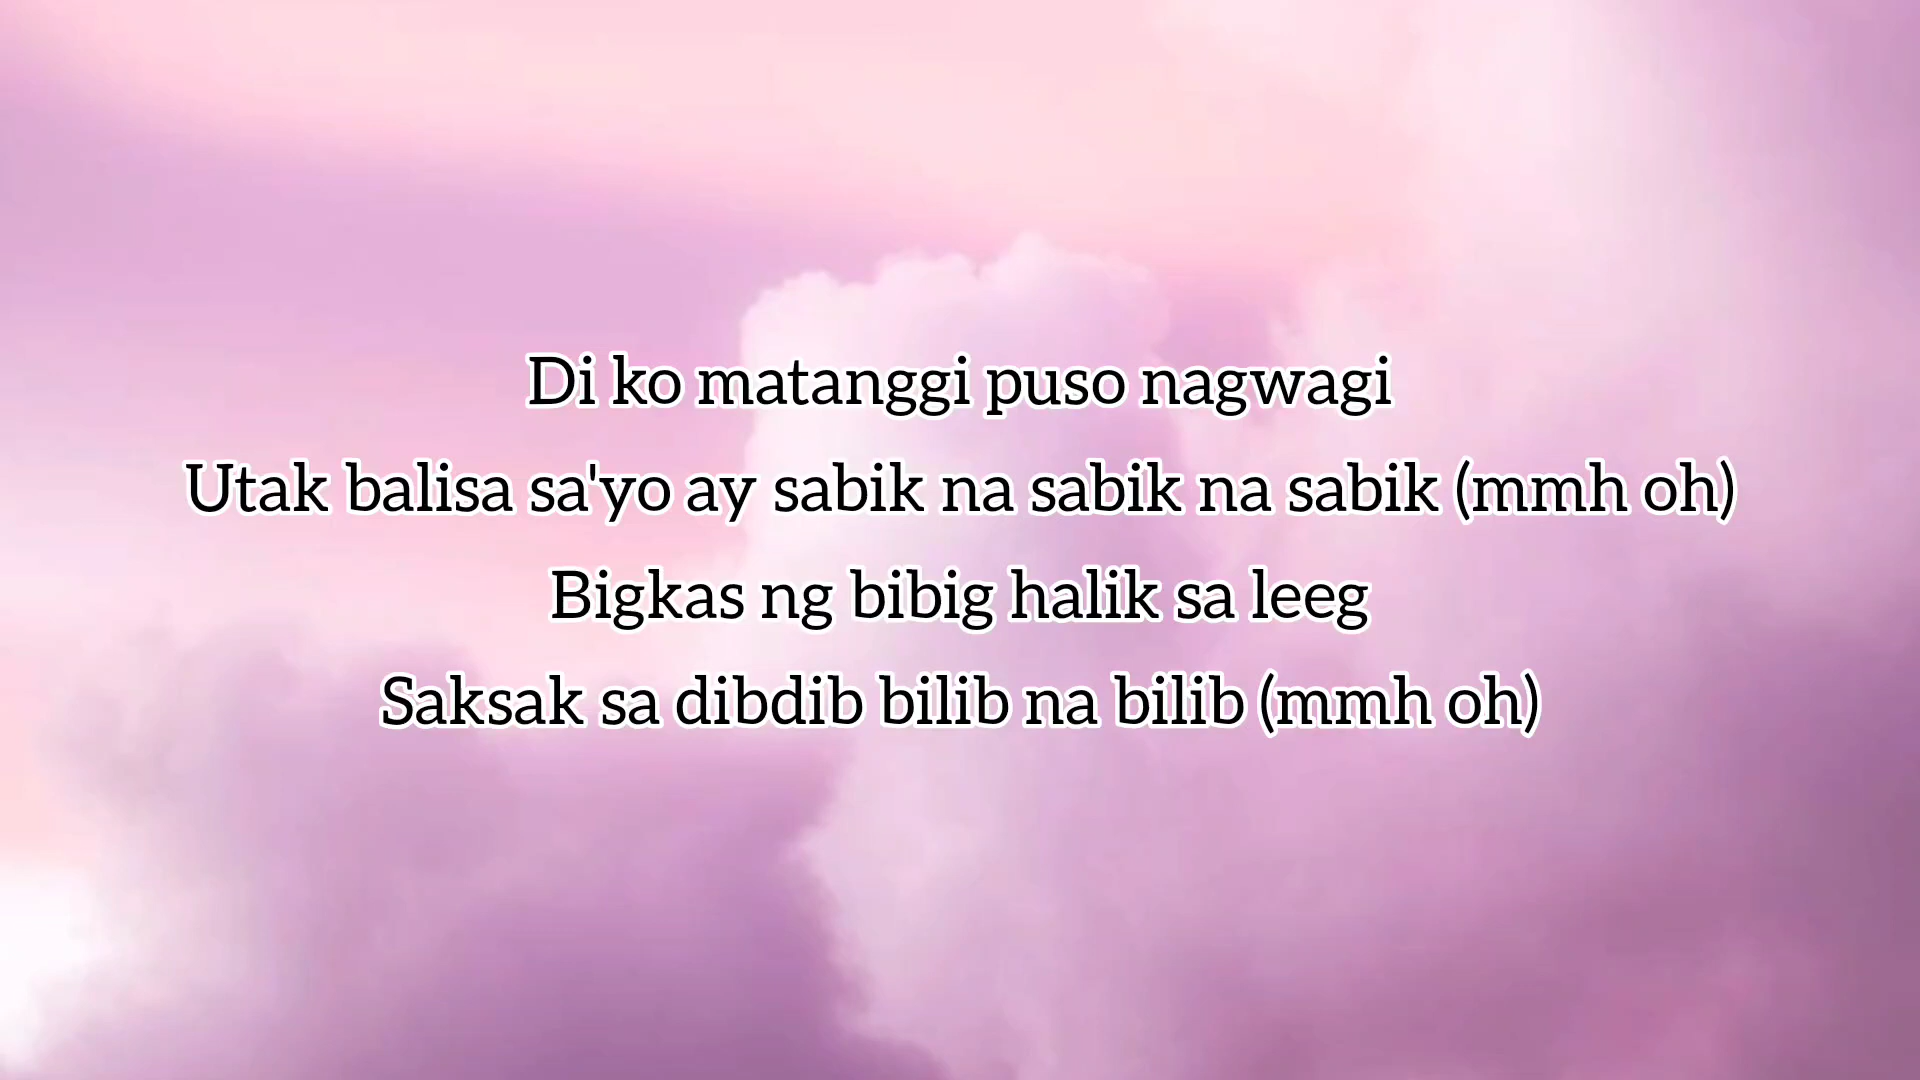 Di ko matanggi puso nagwagi
Utak balisa sa'yo ay sabik na sabik na sabik (mmh oh)
Bigkas ng bibig halik sa leeg
Saksak sa dibdib bilib na bilib (mmh oh)